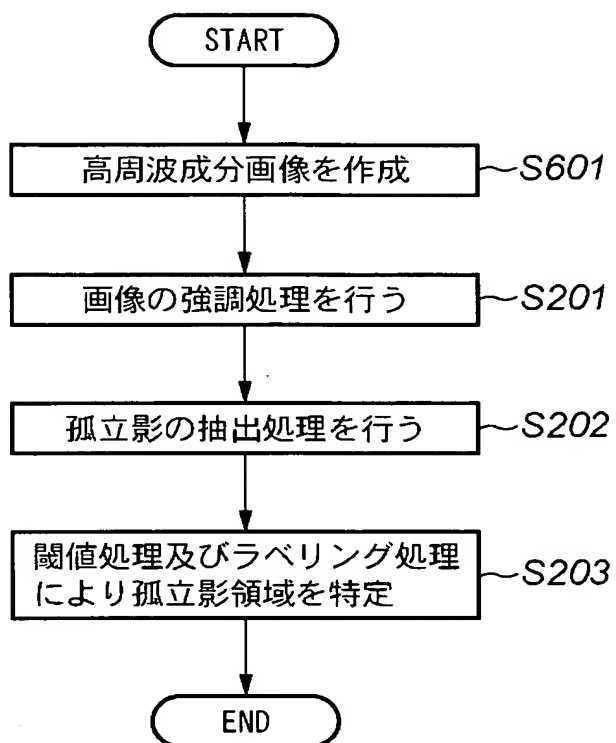 START
高周波成分画像を作成
S601
画像の強調処理を行う
S201
孤立影の抽出処理を行う
S202
閾値処理及びラベリング処理
により孤立影領域を特定
S203
END